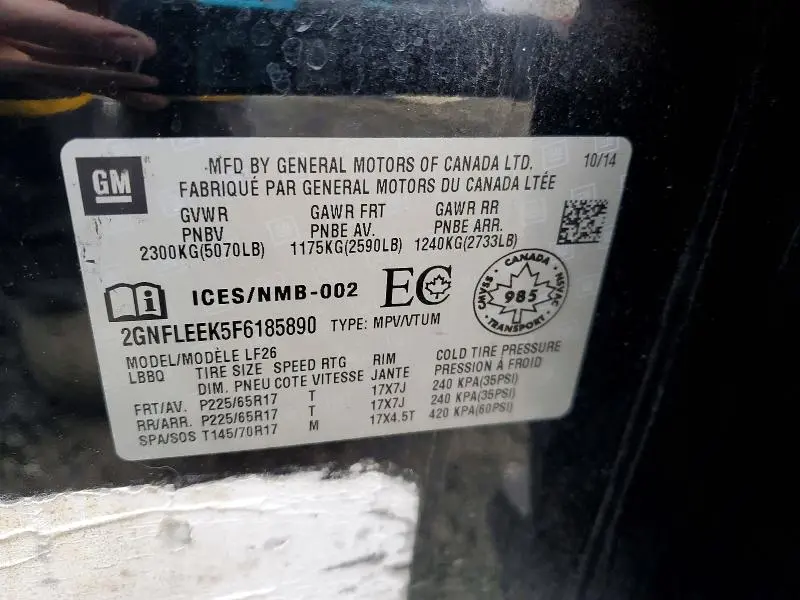 GM
MFD BY GENERAL MOTORS OF CANADA LTD. 10/14
FABRIQUÉ PAR GENERAL MOTORS DU CANADA LTÉE
GVWR GAWR FRT GAWR RR
PNBV PNBE AV. PNBE ARR.
2300KG(5070LB) 1175KG(2590LB) 1240KG(2733LB)
i ICES/NMB-002 EC
CANADA
CMVSS 985 NSVAC
TRANSPORT
2GNFLEEK5F6185890 TYPE: MPV/VTUM
MODEL/MODÈLE LF26
LBBQ TIRE SIZE SPEED RTG RIM COLD TIRE PRESSURE
DIM. PNEU COTE VITESSE JANTE PRESSION À FROID
FRT/AV. P225/65R17 T 17X7J 240 KPA(35PSI)
RR/ARR. P225/65R17 T 17X7J 240 KPA(35PSI)
SPA/SOS T145/70R17 M 17X4.5T 420 KPA(60PSI)